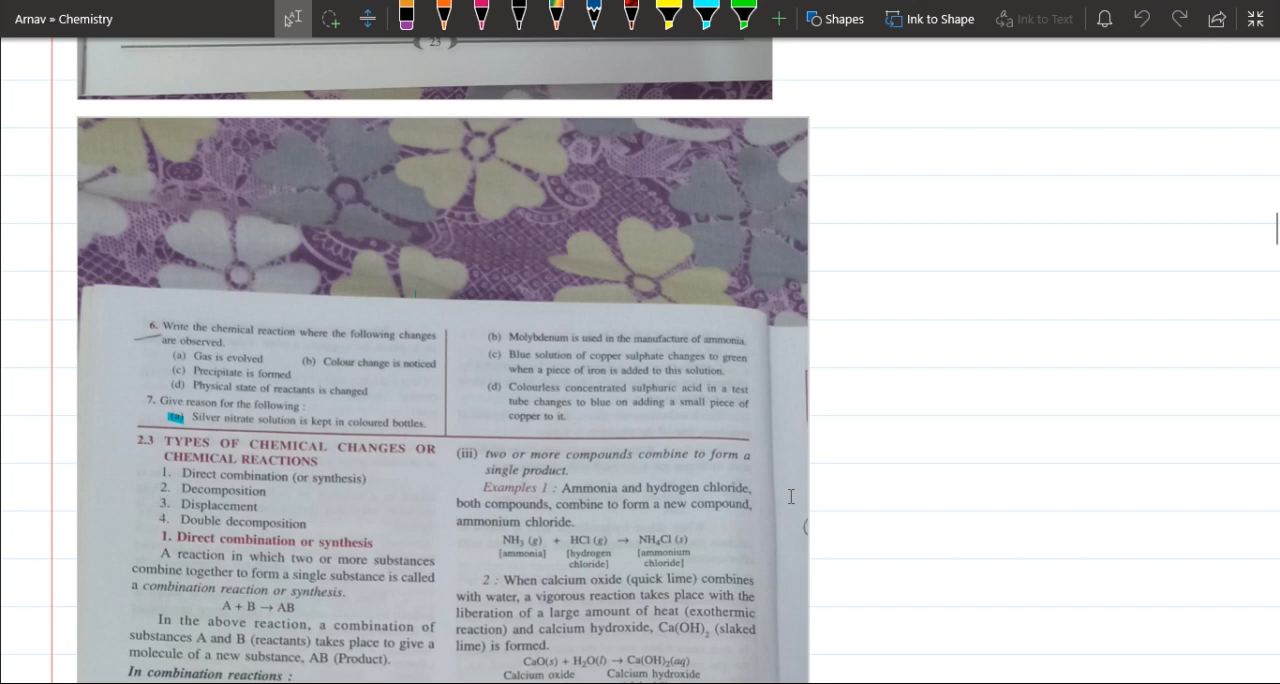 Arnav » Chemistry
Shapes
Ink to Shape
Ink to Text
23
6. Write the chemical reaction where the following changes
are observed.
(a) Gas is evolved (b) Colour change is noticed
(c) Precipitate is formed
(d) Physical state of reactants is changed
7. Give reason for the following :
(a) Silver nitrate solution is kept in coloured bottles.
(b) Molybdenum is used in the manufacture of ammonia.
(c) Blue solution of copper sulphate changes to green
when a piece of iron is added to this solution.
(d) Colourless concentrated sulphuric acid in a test
tube changes to blue on adding a small piece of
copper to it.
2.3 TYPES OF CHEMICAL CHANGES OR
CHEMICAL REACTIONS
1. Direct combination (or synthesis)
2. Decomposition
3. Displacement
4. Double decomposition
1. Direct combination or synthesis
A reaction in which two or more substances
combine together to form a single substance is called
a combination reaction or synthesis.
A + B → AB
In the above reaction, a combination of
substances A and B (reactants) takes place to give a
molecule of a new substance, AB (Product).
In combination reactions :
(iii) two or more compounds combine to form a
single product.
Examples 1 : Ammonia and hydrogen chloride,
both compounds, combine to form a new compound,
ammonium chloride.
NH₃ (g) + HCl (g) → NH₄Cl (s)
[ammonia] [hydrogen [ammonium
chloride] chloride]
2 : When calcium oxide (quick lime) combines
with water, a vigorous reaction takes place with the
liberation of a large amount of heat (exothermic
reaction) and calcium hydroxide, Ca(OH)₂ (slaked
lime) is formed.
CaO(s) + H₂O(l) → Ca(OH)₂(aq)
Calcium oxide Calcium hydroxide